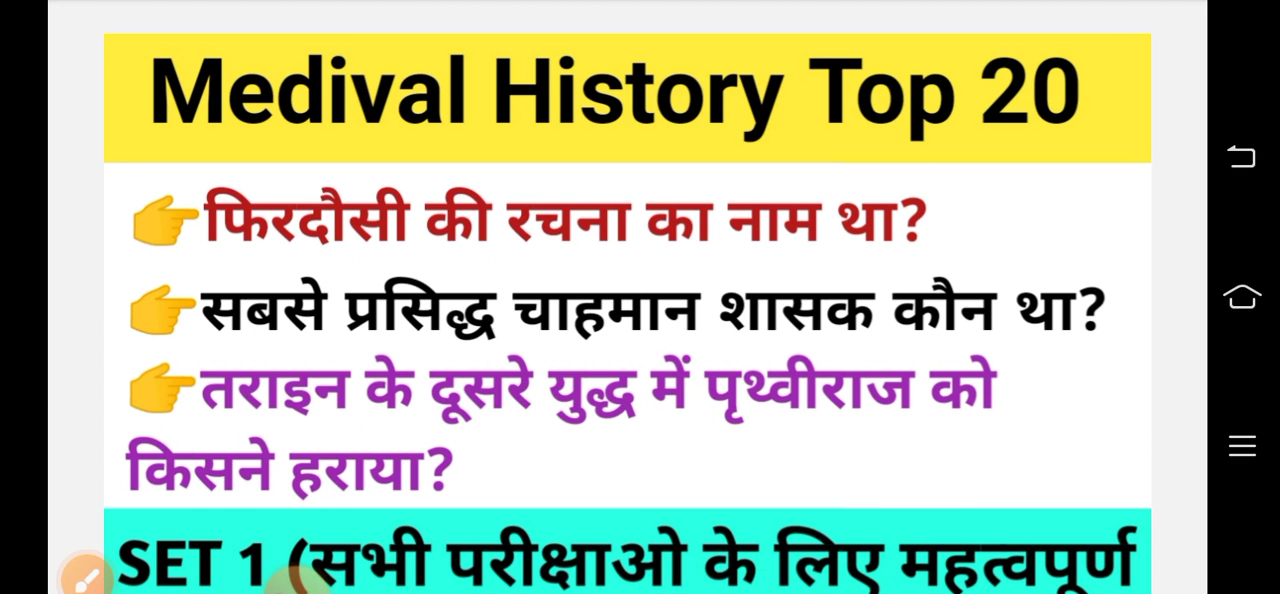 Medival History Top 20
👉फिरदौसी की रचना का नाम था?
👉सबसे प्रसिद्ध चाहमान शासक कौन था?
👉तराइन के दूसरे युद्ध में पृथ्वीराज को
किसने हराया?
SET 1 (सभी परीक्षाओ के लिए महत्वपूर्ण